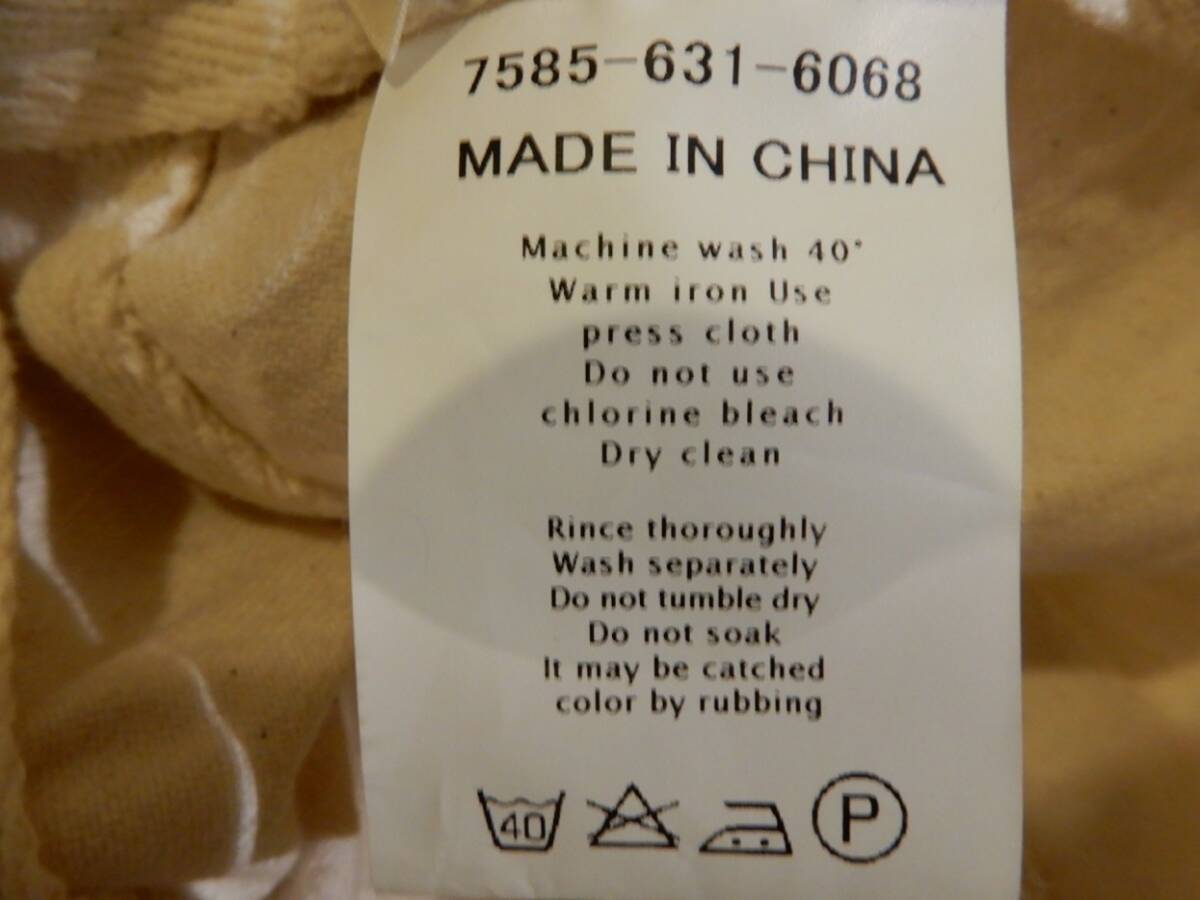 7585-631-6068
MADE IN CHINA
Machine wash 40°
Warm iron Use
press cloth
Do not use
chlorine bleach
Dry clean
Rince thoroughly
Wash separately
Do not tumble dry
Do not soak
It may be catched
color by rubbing
40 P